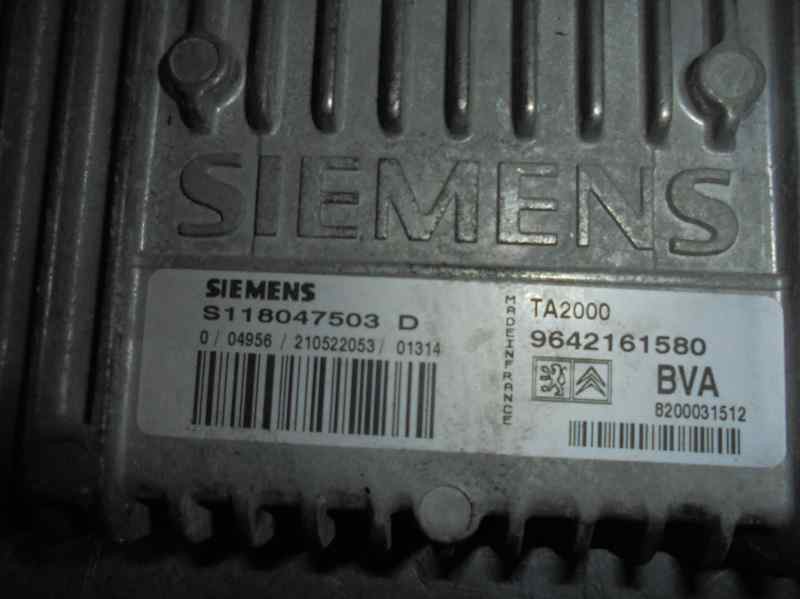 SIEMENS
SIEMENS
S118047503 D
0 / 04956 / 210522053 / 01314
MADE IN FRANCE
TA2000
9642161580
BVA
8200031512